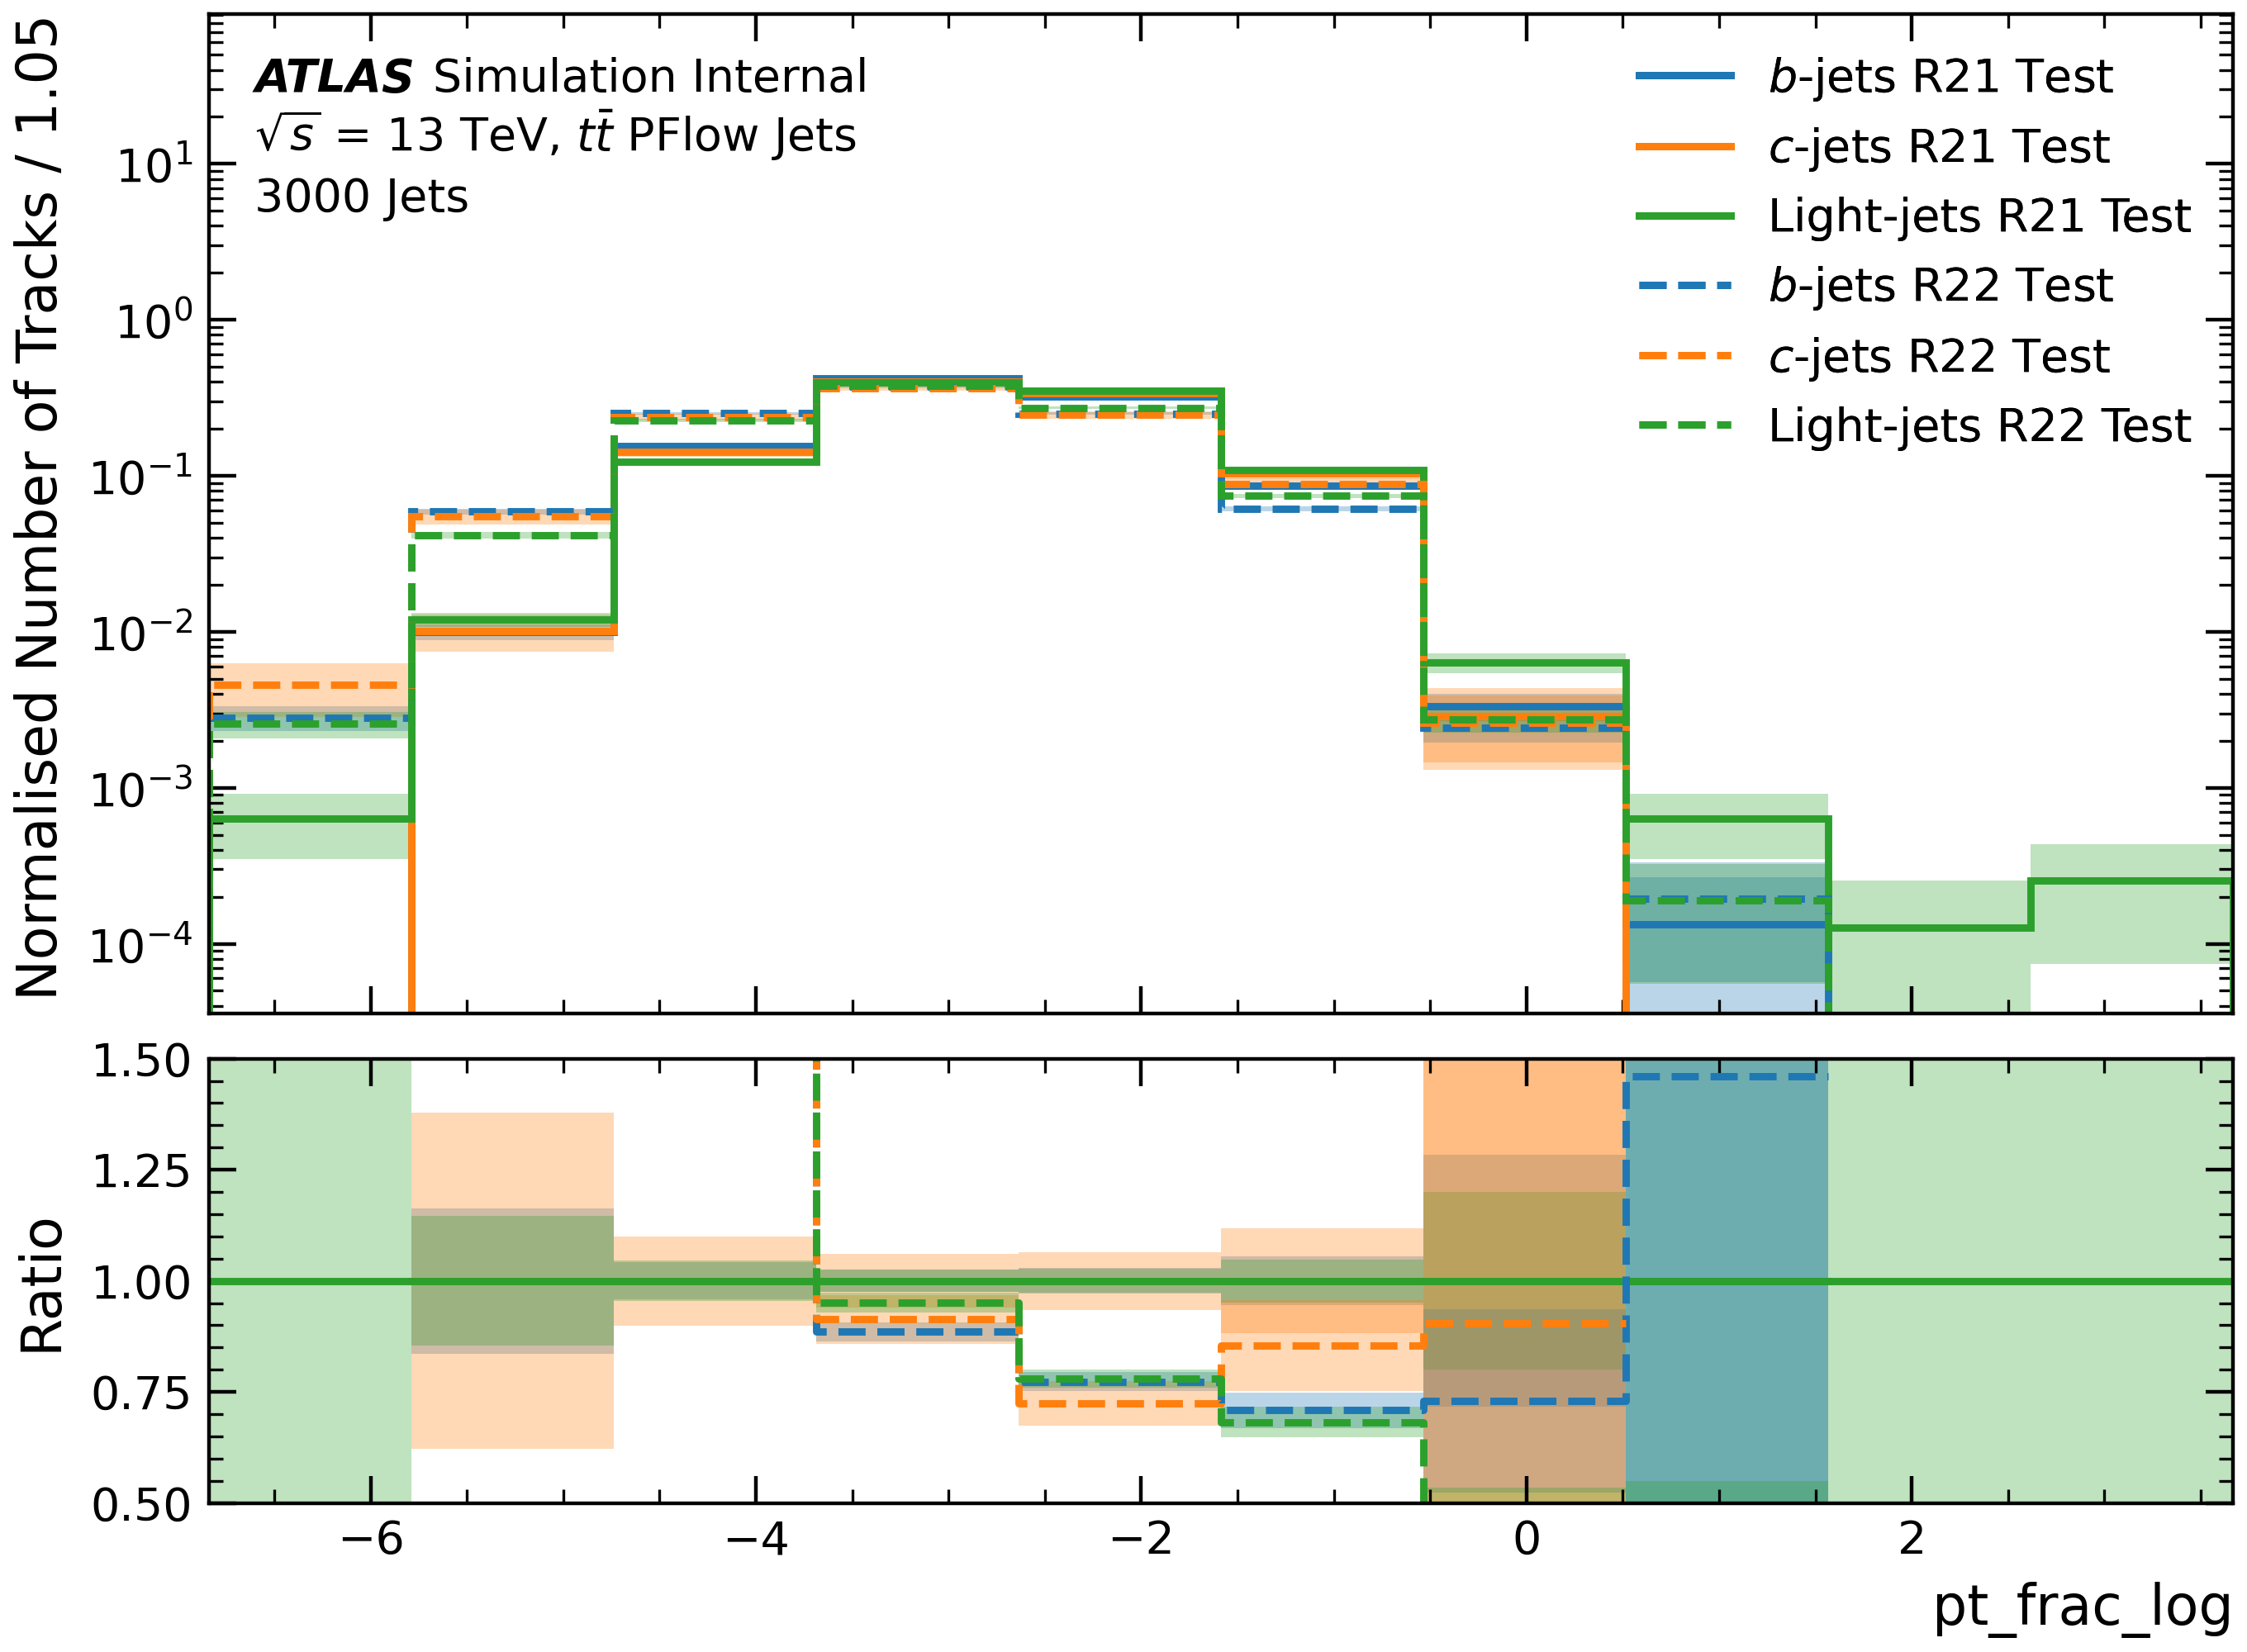 Normalised Number of Tracks / 1.05
10¹
10⁰
10⁻¹
10⁻²
10⁻³
10⁻⁴
ATLAS Simulation Internal
√s = 13 TeV, tt̄ PFlow Jets
3000 Jets
b-jets R21 Test
c-jets R21 Test
Light-jets R21 Test
b-jets R22 Test
c-jets R22 Test
Light-jets R22 Test
Ratio
1.50
1.25
1.00
0.75
0.50
−6 −4 −2 0 2
pt_frac_log